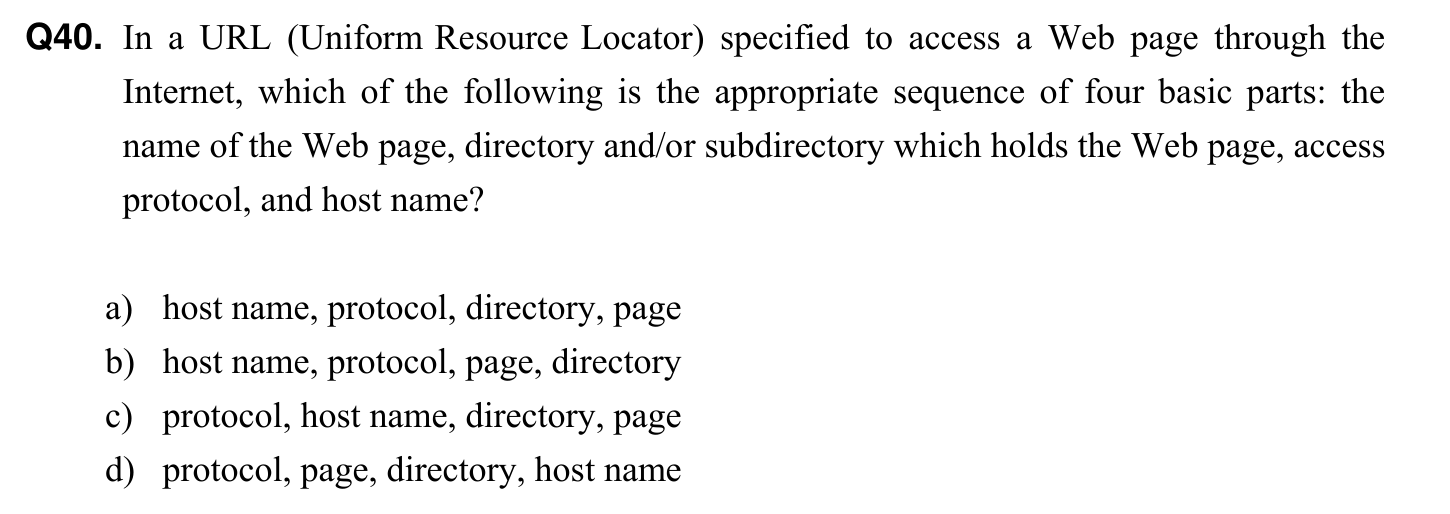 Q40. In a URL (Uniform Resource Locator) specified to access a Web page through the
Internet, which of the following is the appropriate sequence of four basic parts: the
name of the Web page, directory and/or subdirectory which holds the Web page, access
protocol, and host name?
a) host name, protocol, directory, page
b) host name, protocol, page, directory
c) protocol, host name, directory, page
d) protocol, page, directory, host name